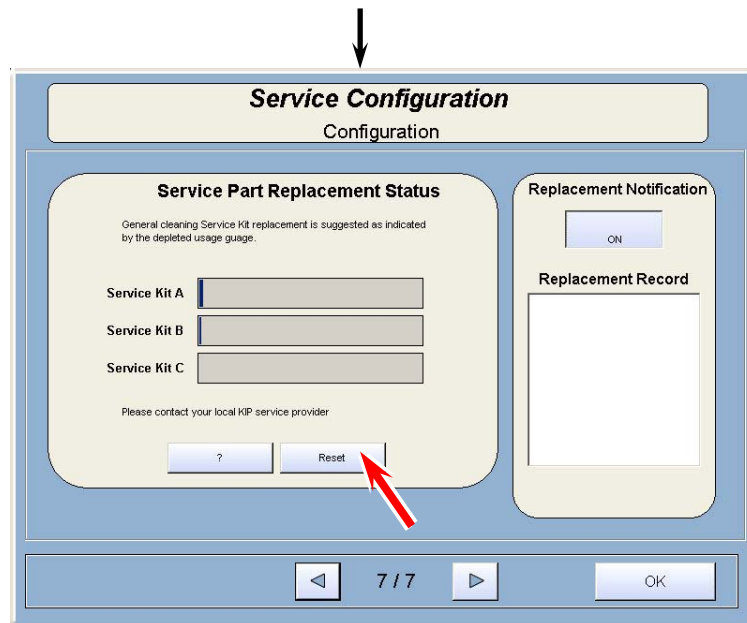 Service Configuration
Configuration
Service Part Replacement Status
General cleaning Service Kit replacement is suggested as indicated
by the depleted usage guage.
Service Kit A
Service Kit B
Service Kit C
Please contact your local KIP service provider
?
Reset
Replacement Notification
ON
Replacement Record
7 / 7
OK